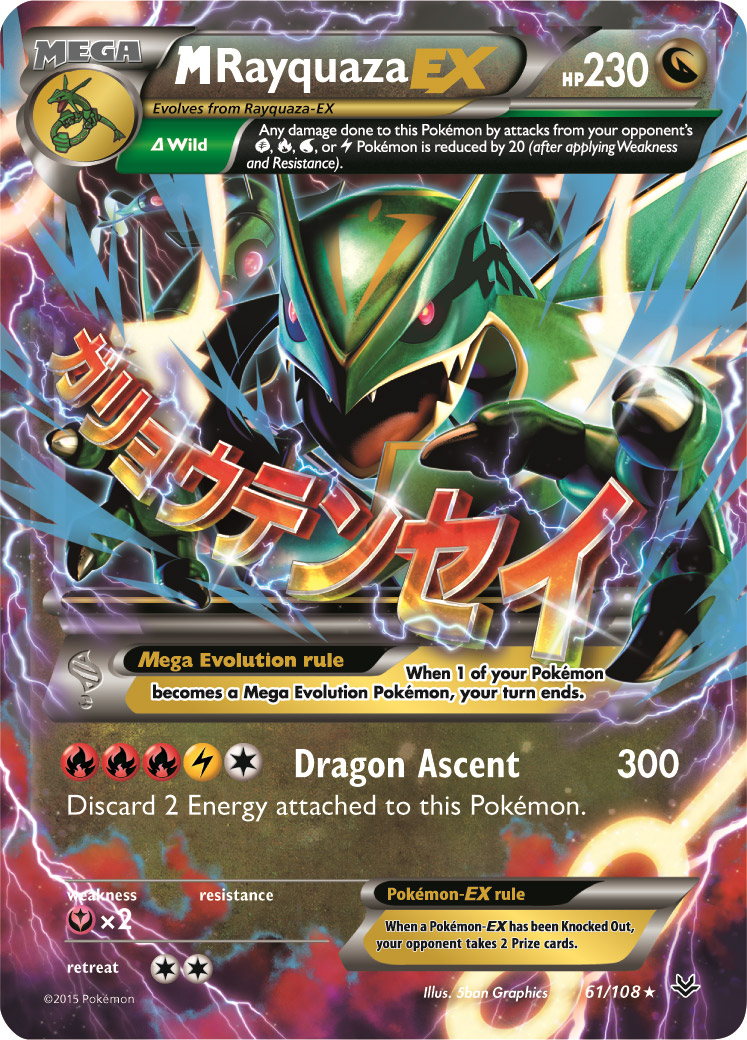 MEGA
MRayquazaEX
HP230
Evolves from Rayquaza-EX
Δ Wild
Any damage done to this Pokémon by attacks from your opponent's
, , , or Pokémon is reduced by 20 (after applying Weakness
and Resistance).
ガリョウテンセイ
Mega Evolution rule
When 1 of your Pokémon
becomes a Mega Evolution Pokémon, your turn ends.
Dragon Ascent 300
Discard 2 Energy attached to this Pokémon.
weakness resistance
×2
retreat
Pokémon-EX rule
When a Pokémon-EX has been Knocked Out,
your opponent takes 2 Prize cards.
©2015 Pokémon
Illus. 5ban Graphics 61/108 ★